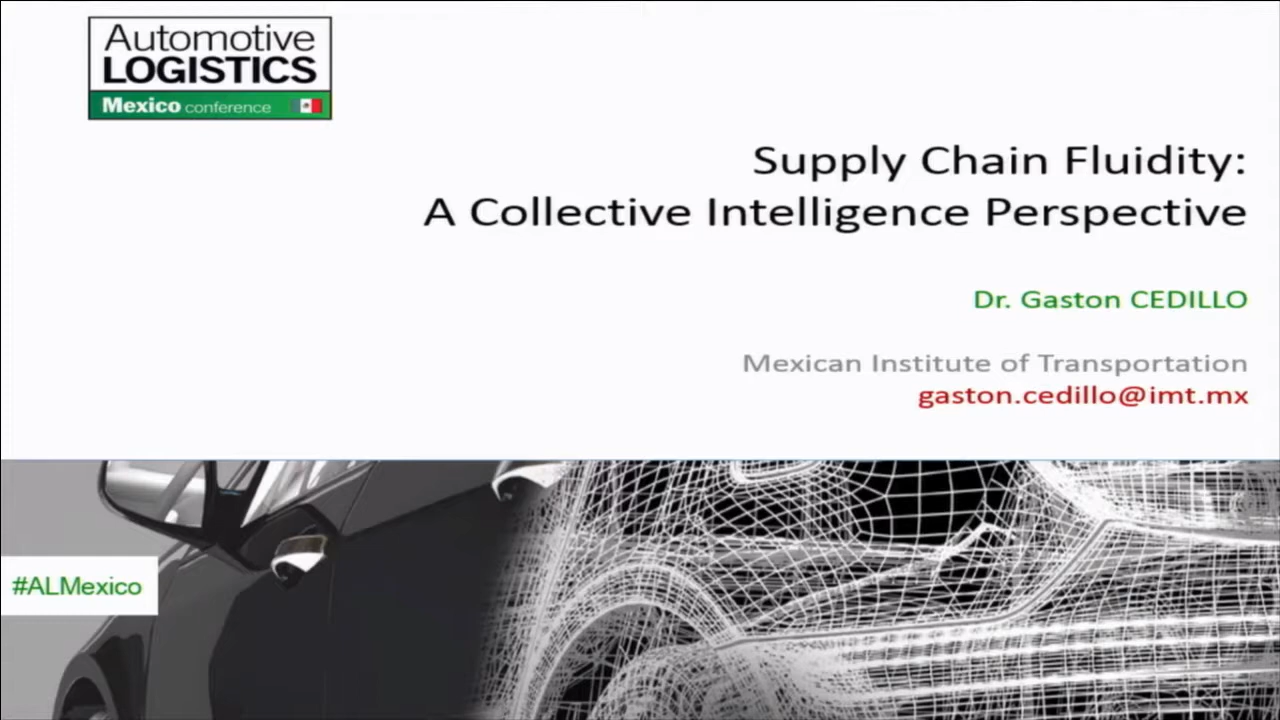 Automotive
LOGISTICS
Mexico conference
Supply Chain Fluidity:
A Collective Intelligence Perspective
Dr. Gaston CEDILLO
Mexican Institute of Transportation
gaston.cedillo@imt.mx
#ALMexico